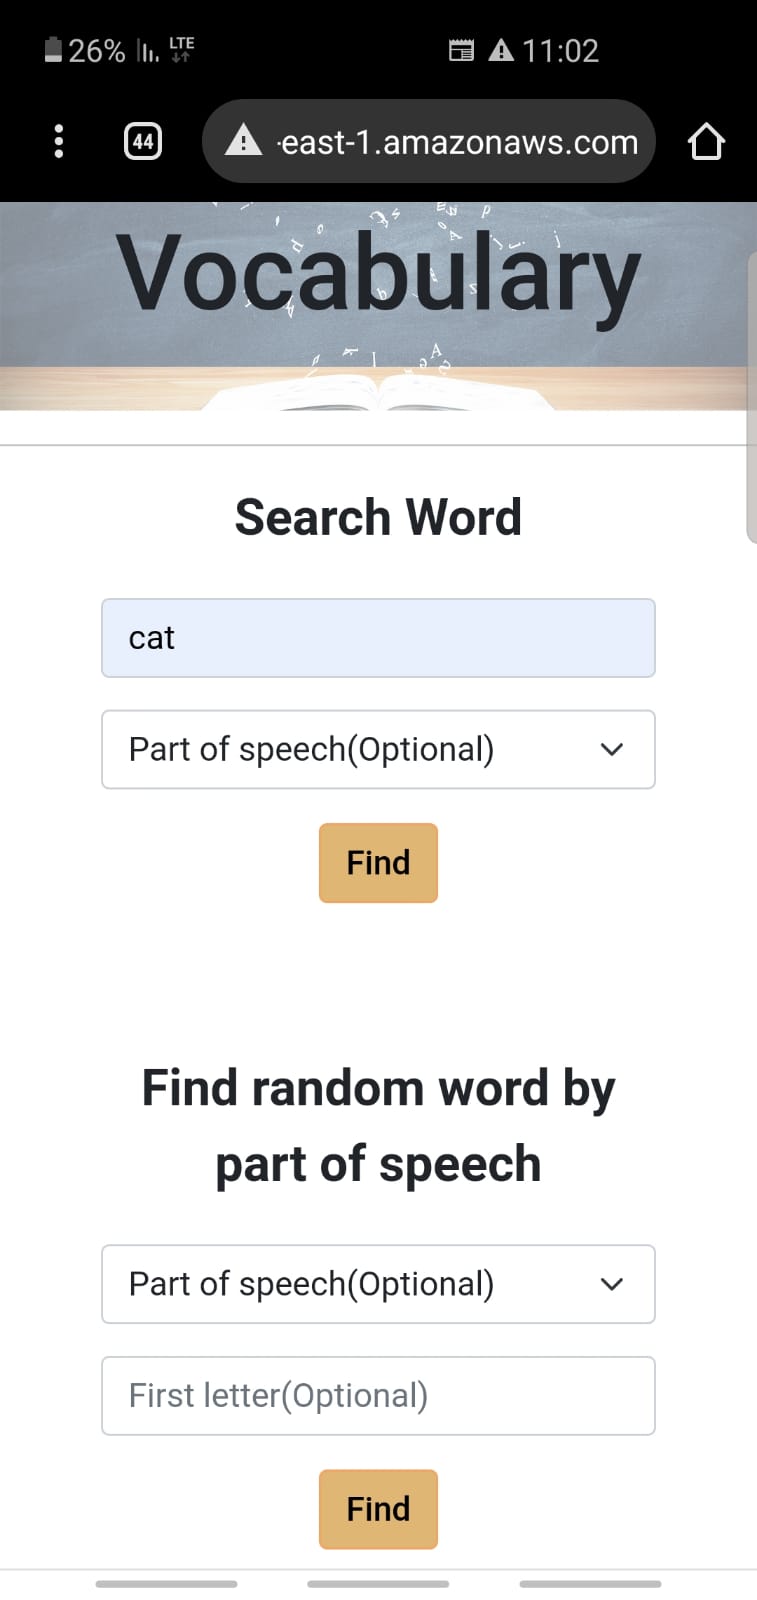 26% LTE 11:02
44 -east-1.amazonaws.com
Vocabulary
Search Word
cat
Part of speech(Optional)
Find
Find random word by
part of speech
Part of speech(Optional)
First letter(Optional)
Find